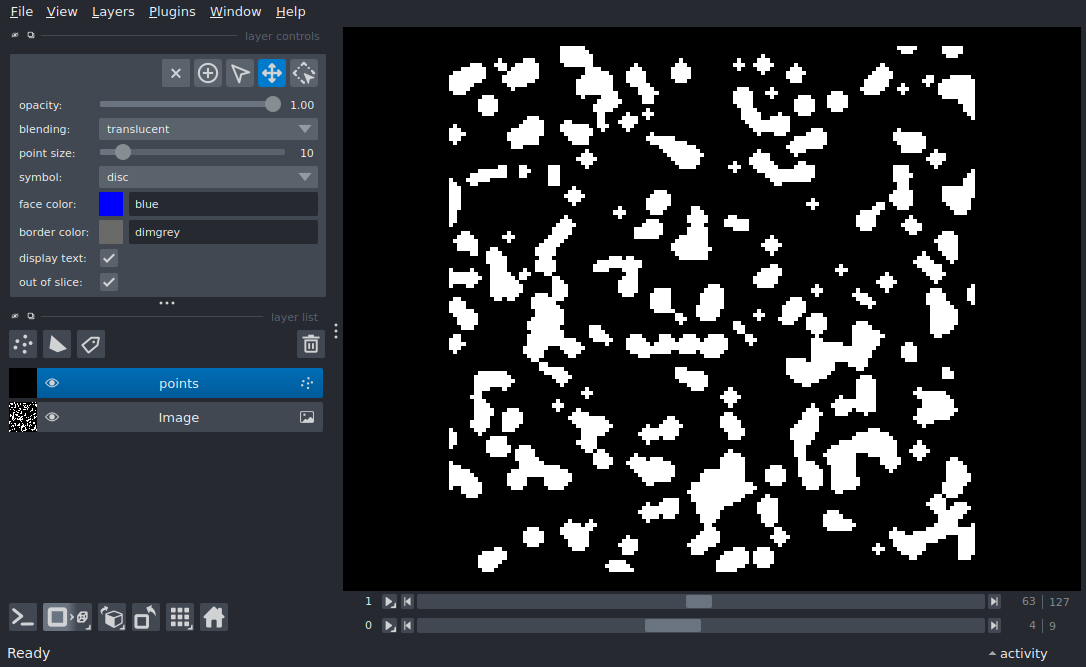 File View Layers Plugins Window Help
layer controls
opacity: 1.00
blending: translucent
point size: 10
symbol: disc
face color: blue
border color: dimgrey
display text:
out of slice:
layer list
points
Image
1 63 | 127
0 4 | 9
Ready activity